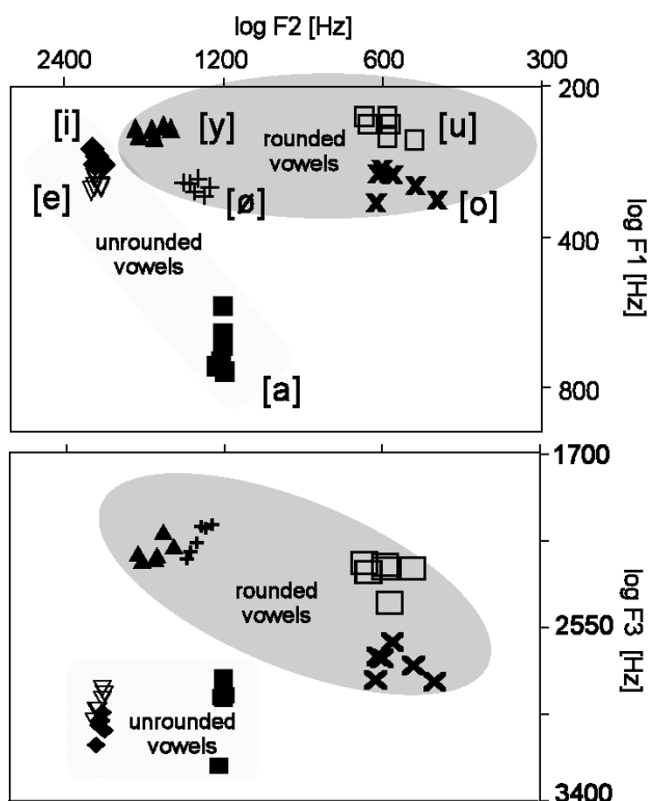 log F2 [Hz]
2400 1200 600 300
200
[i] [y] [u]
rounded
vowels
[e] [ø] [o]
unrounded
vowels
400
log F1 [Hz]
[a]
800
1700
rounded
vowels
2550
log F3 [Hz]
unrounded
vowels
3400